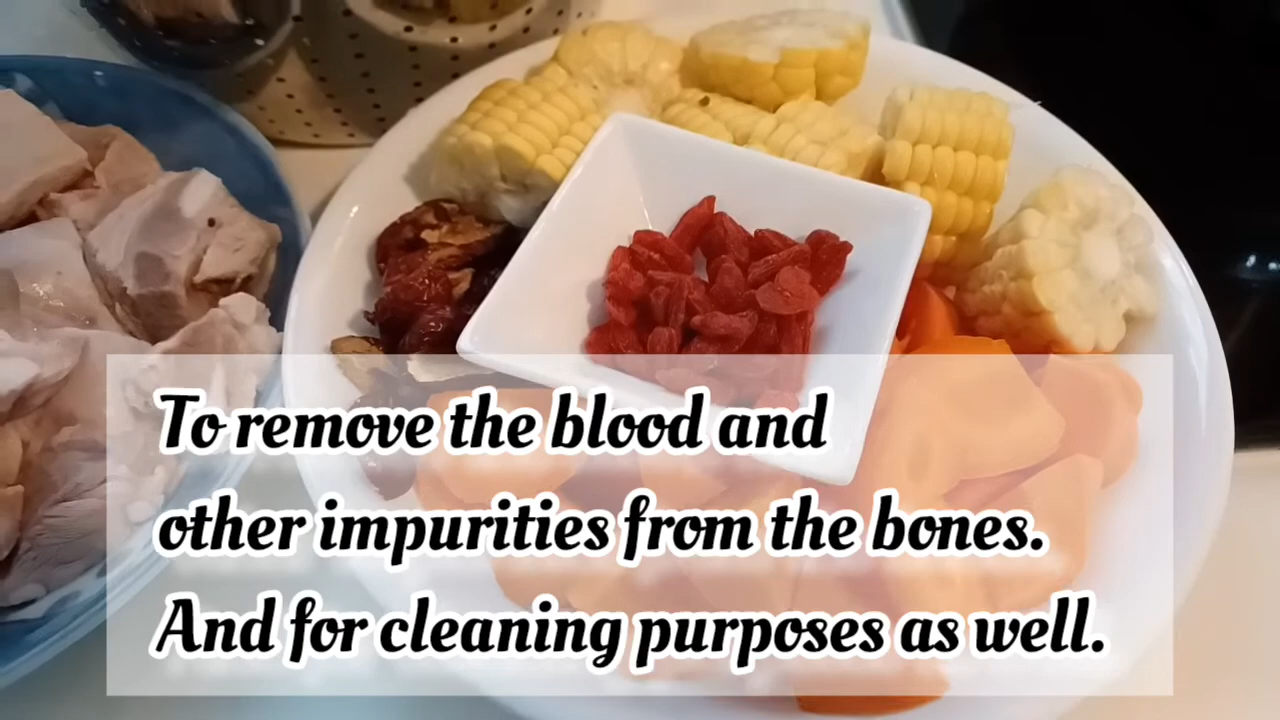 To remove the blood and
other impurities from the bones.
And for cleaning purposes as well.